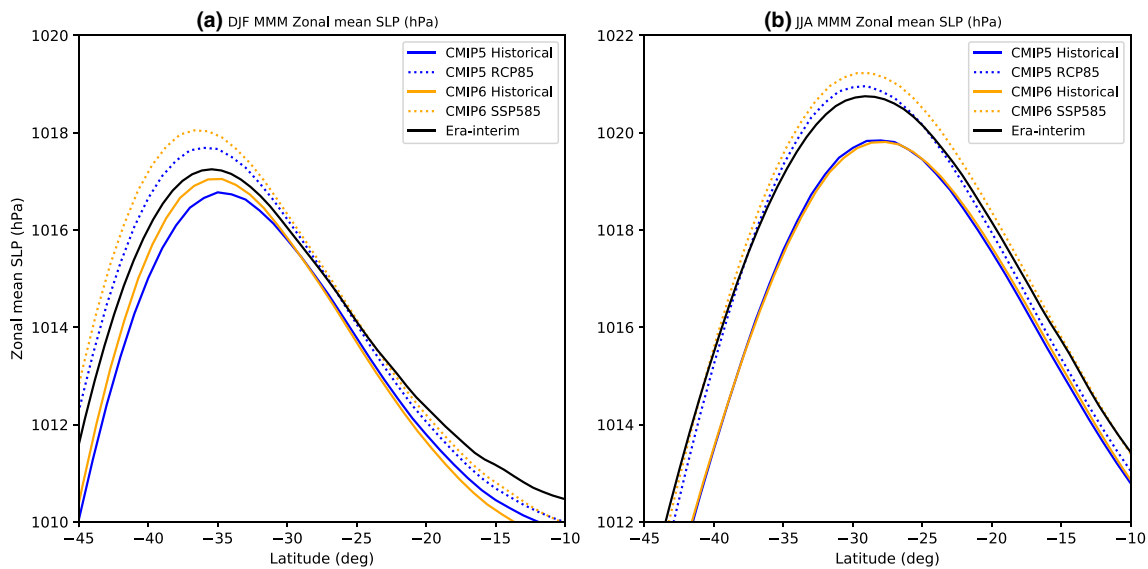 (a) DJF MMM Zonal mean SLP (hPa)
1020
1018
1016
1014
1012
1010
Zonal mean SLP (hPa)
−45 −40 −35 −30 −25 −20 −15 −10
Latitude (deg)
CMIP5 Historical
CMIP5 RCP85
CMIP6 Historical
CMIP6 SSP585
Era-interim
(b) JJA MMM Zonal mean SLP (hPa)
1022
1020
1018
1016
1014
1012
−45 −40 −35 −30 −25 −20 −15 −10
Latitude (deg)
CMIP5 Historical
CMIP5 RCP85
CMIP6 Historical
CMIP6 SSP585
Era-interim